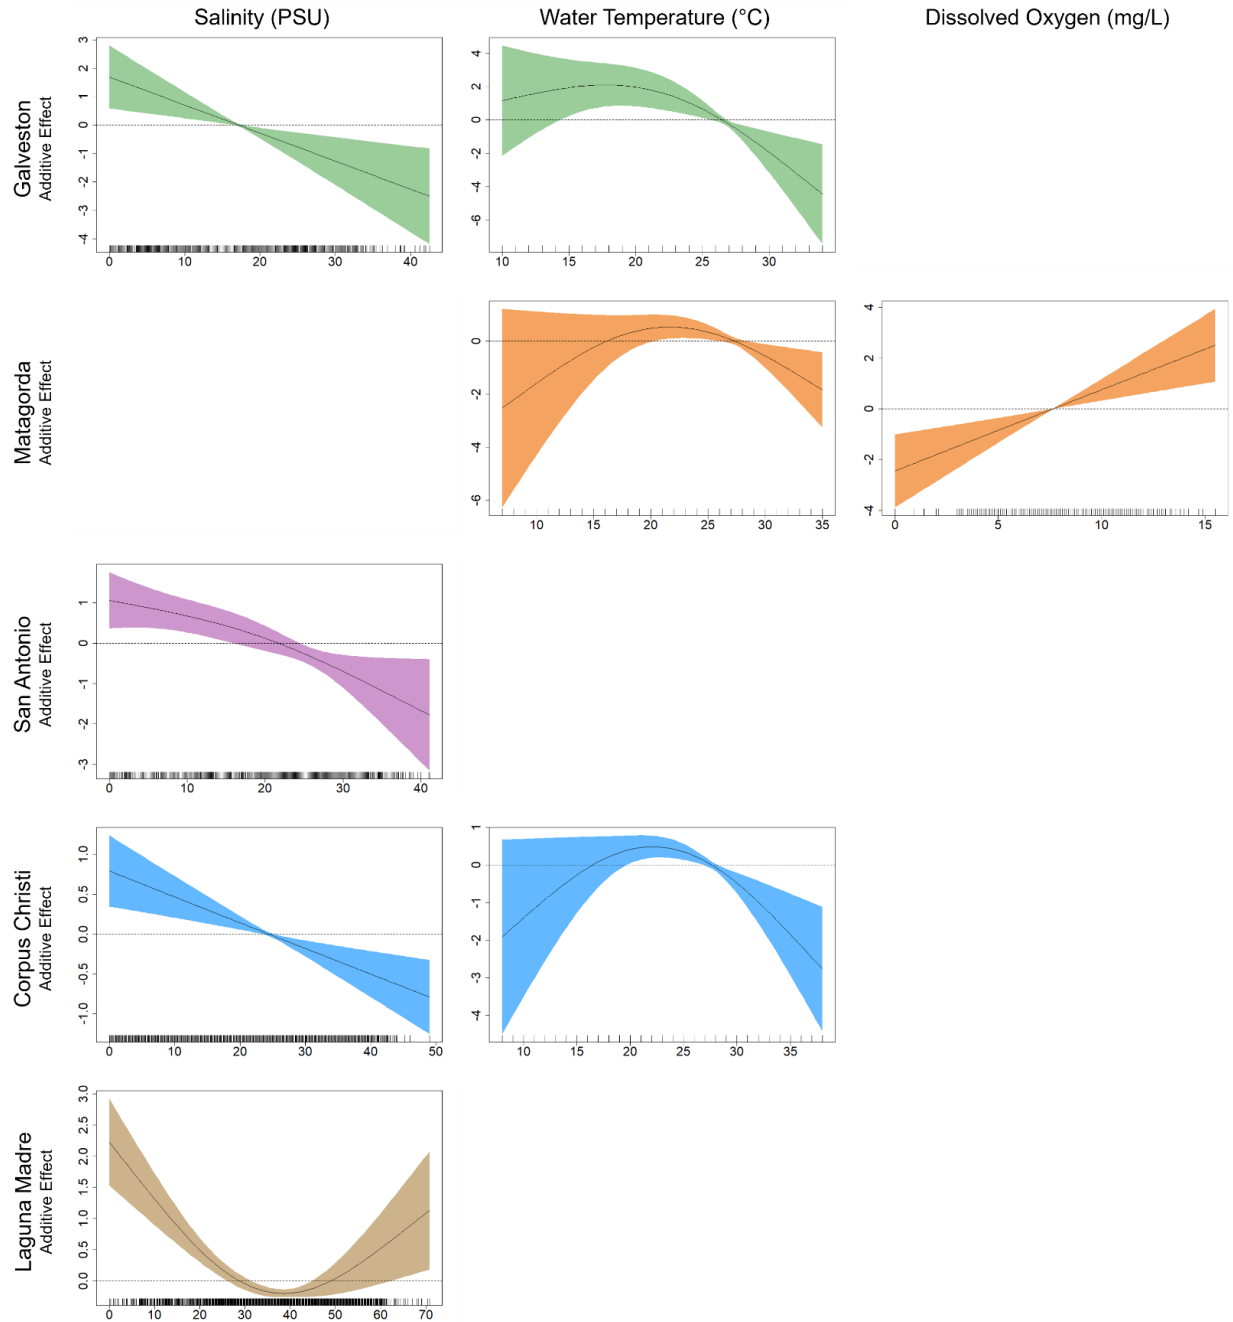 Salinity (PSU) Water Temperature (°C) Dissolved Oxygen (mg/L)
Galveston
Additive Effect
3
2
1
0
-1
-2
-3
-4
0 10 20 30 40
4
2
0
-2
-4
-6
10 15 20 25 30
Matagorda
Additive Effect
0
-2
-4
-6
10 15 20 25 30 35
4
2
0
-2
-4
0 5 10 15
San Antonio
Additive Effect
1
0
-1
-2
-3
0 10 20 30 40
Corpus Christi
Additive Effect
1.0
0.5
0.0
-0.5
-1.0
0 10 20 30 40 50
1
0
-1
-2
-3
-4
10 15 20 25 30 35
Laguna Madre
Additive Effect
3.0
2.5
2.0
1.5
1.0
0.5
0.0
0 10 20 30 40 50 60 70